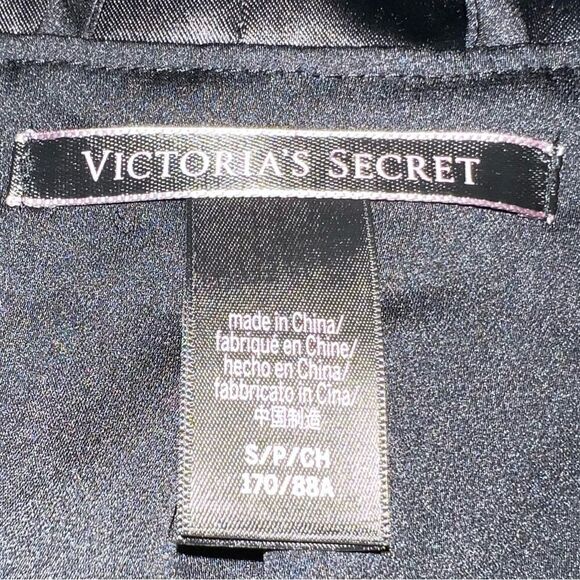 VICTORIA'S SECRET
made in China/
fabriqué en Chine/
hecho en China/
fabbricato in Cina/
中国制造
S/P/CH
170/88A